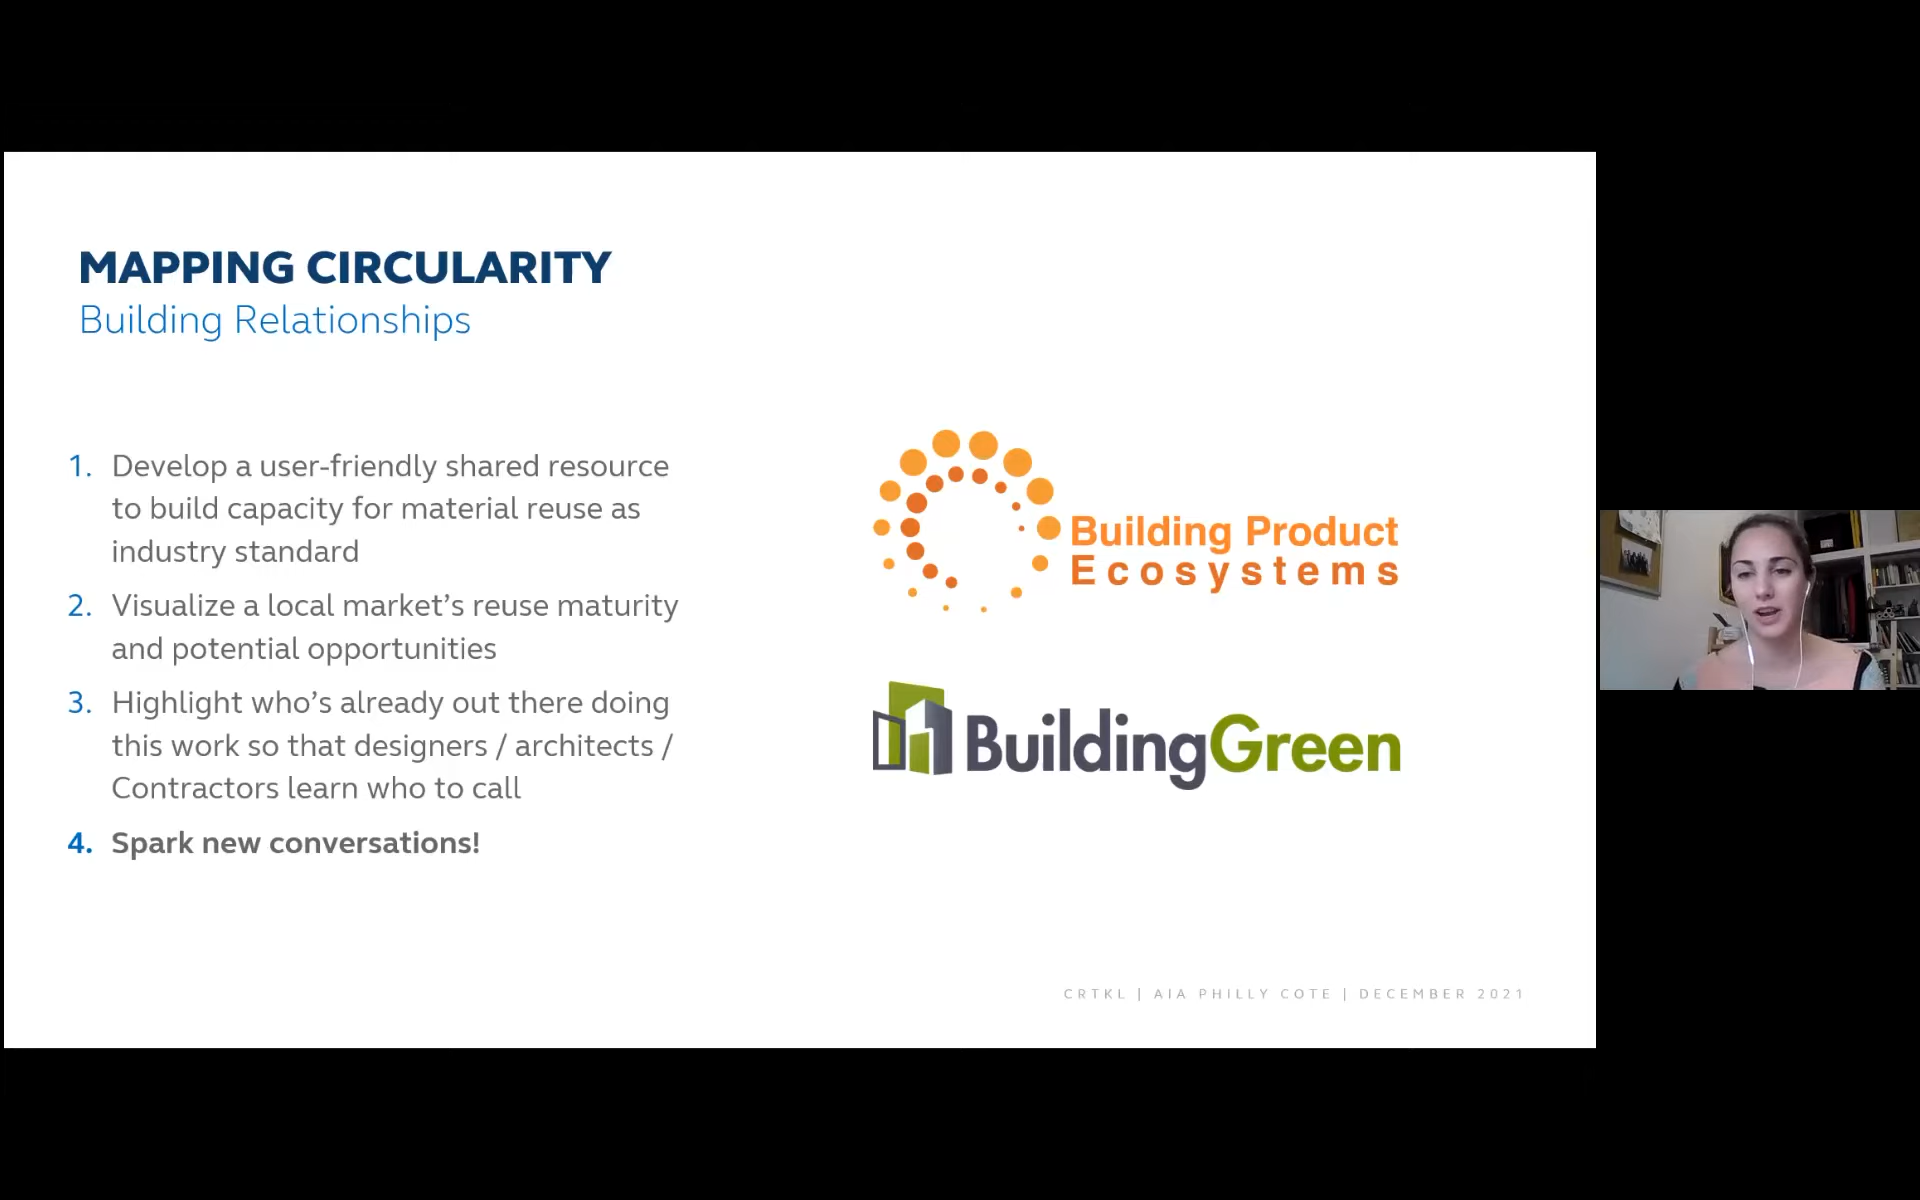 MAPPING CIRCULARITY
Building Relationships
1. Develop a user-friendly shared resource
to build capacity for material reuse as
industry standard
2. Visualize a local market's reuse maturity
and potential opportunities
3. Highlight who's already out there doing
this work so that designers / architects /
Contractors learn who to call
4. Spark new conversations!
Building Product
Ecosystems
BuildingGreen
CRTKL | AIA PHILLY COTE | DECEMBER 2021